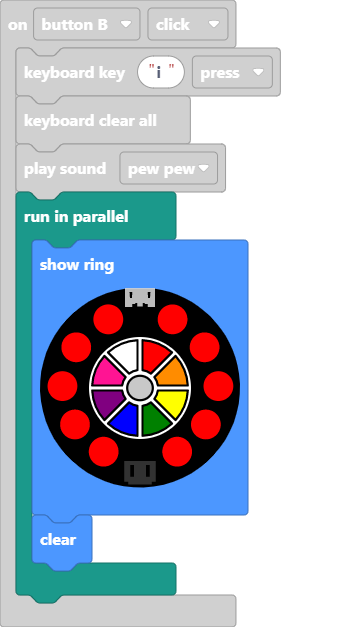 on button B click
keyboard key "i " press
keyboard clear all
play sound pew pew
run in parallel
show ring
clear